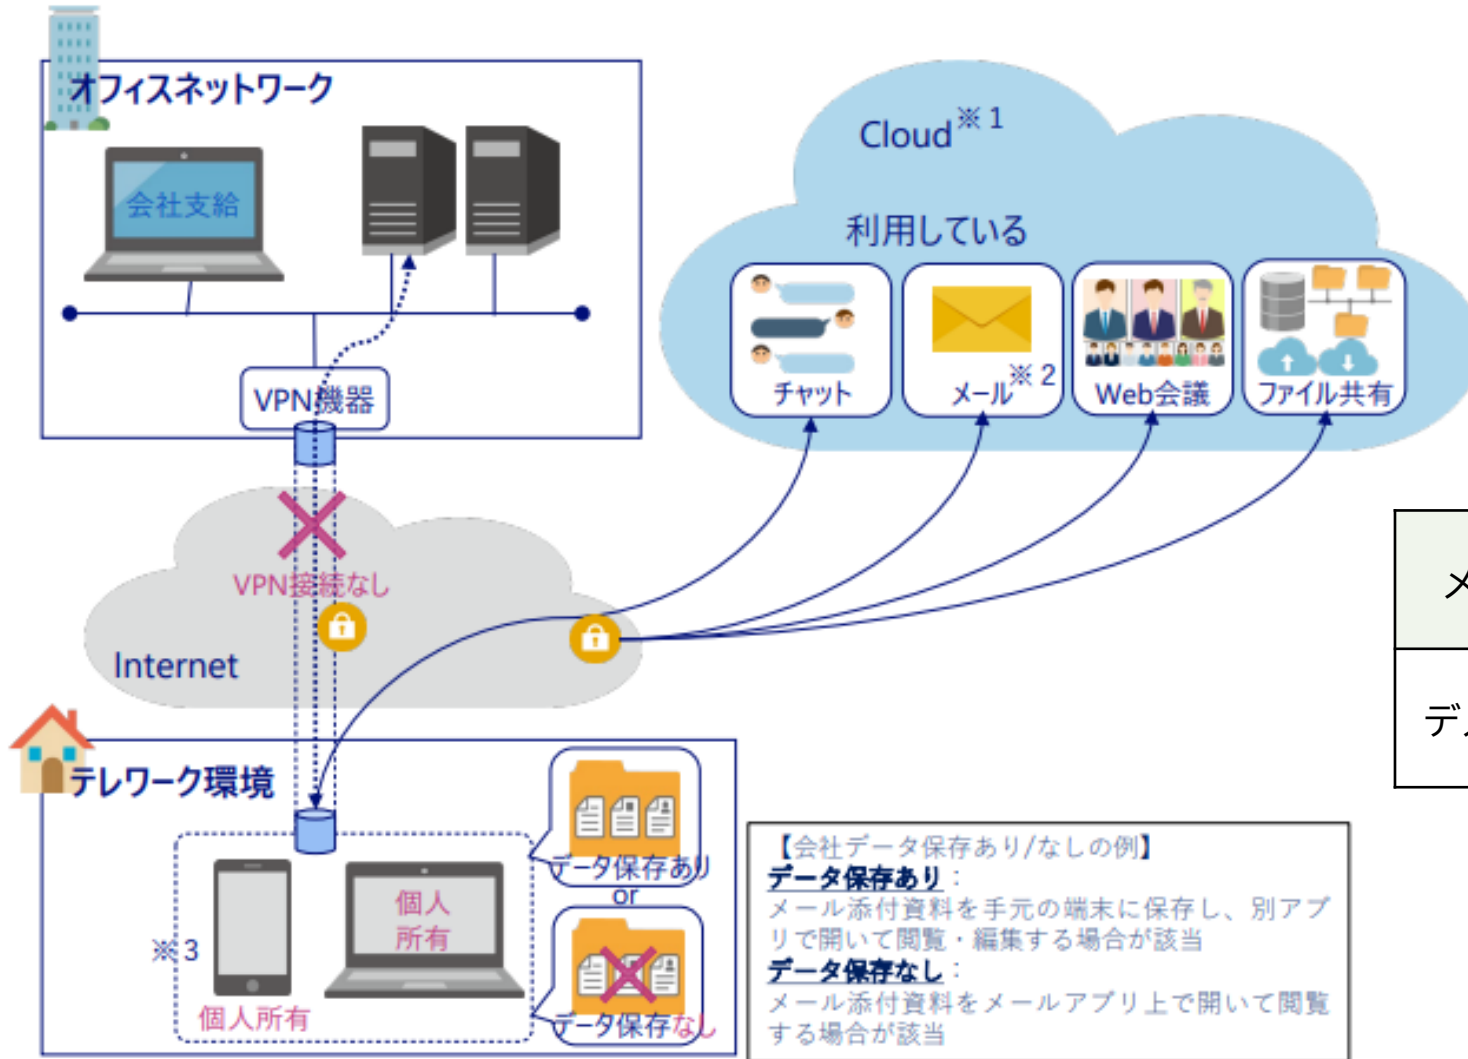 オフィスネットワーク
会社支給
VPN機器
Cloud※1
利用している
チャット
メール※2
Web会議
ファイル共有
VPN接続なし
Internet
テレワーク環境
※3
個人所有
個人
所有
データ保存あり
or
データ保存なし
【会社データ保存あり/なしの例】
データ保存あり：
メール添付資料を手元の端末に保存し、別アプ
リで開いて閲覧・編集する場合が該当
データ保存なし：
メール添付資料をメールアプリ上で開いて閲覧
する場合が該当